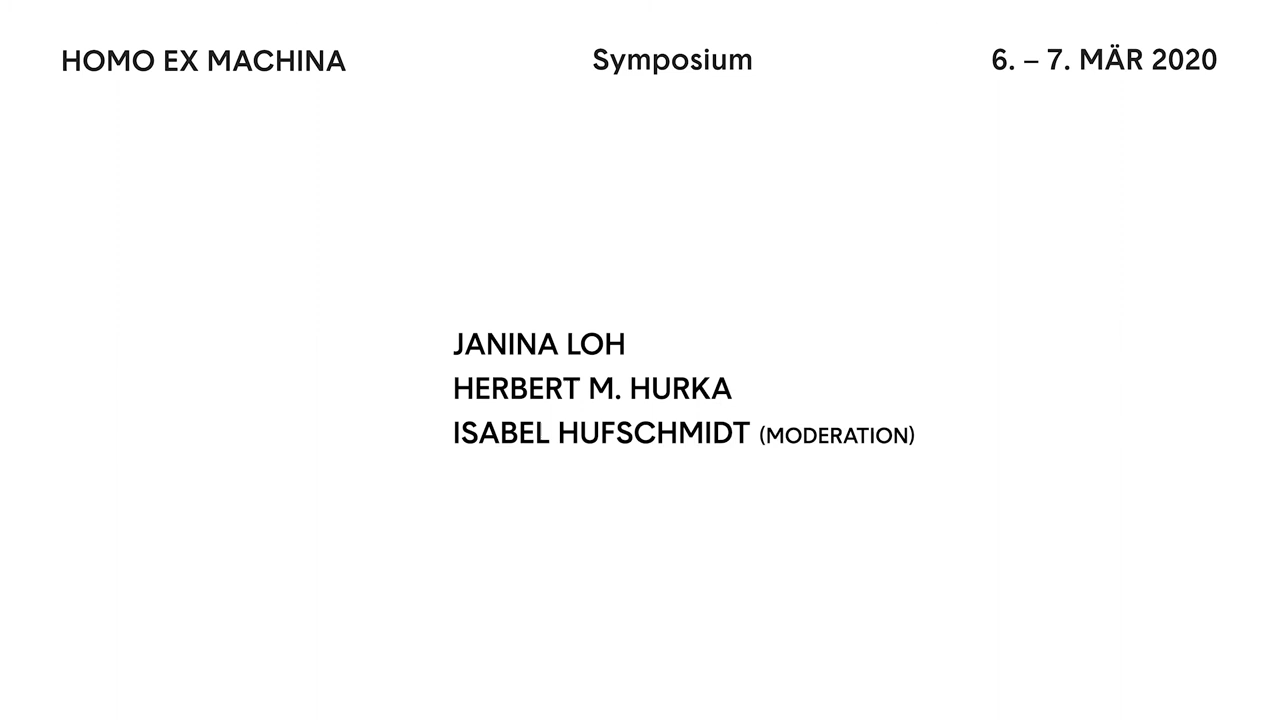 HOMO EX MACHINA
Symposium
6. – 7. MÄR 2020
JANINA LOH
HERBERT M. HURKA
ISABEL HUFSCHMIDT (MODERATION)